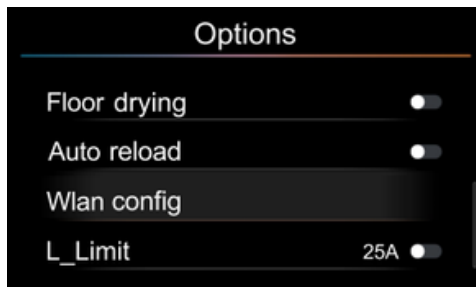 Options
Floor drying
Auto reload
Wlan config
L_Limit 25A